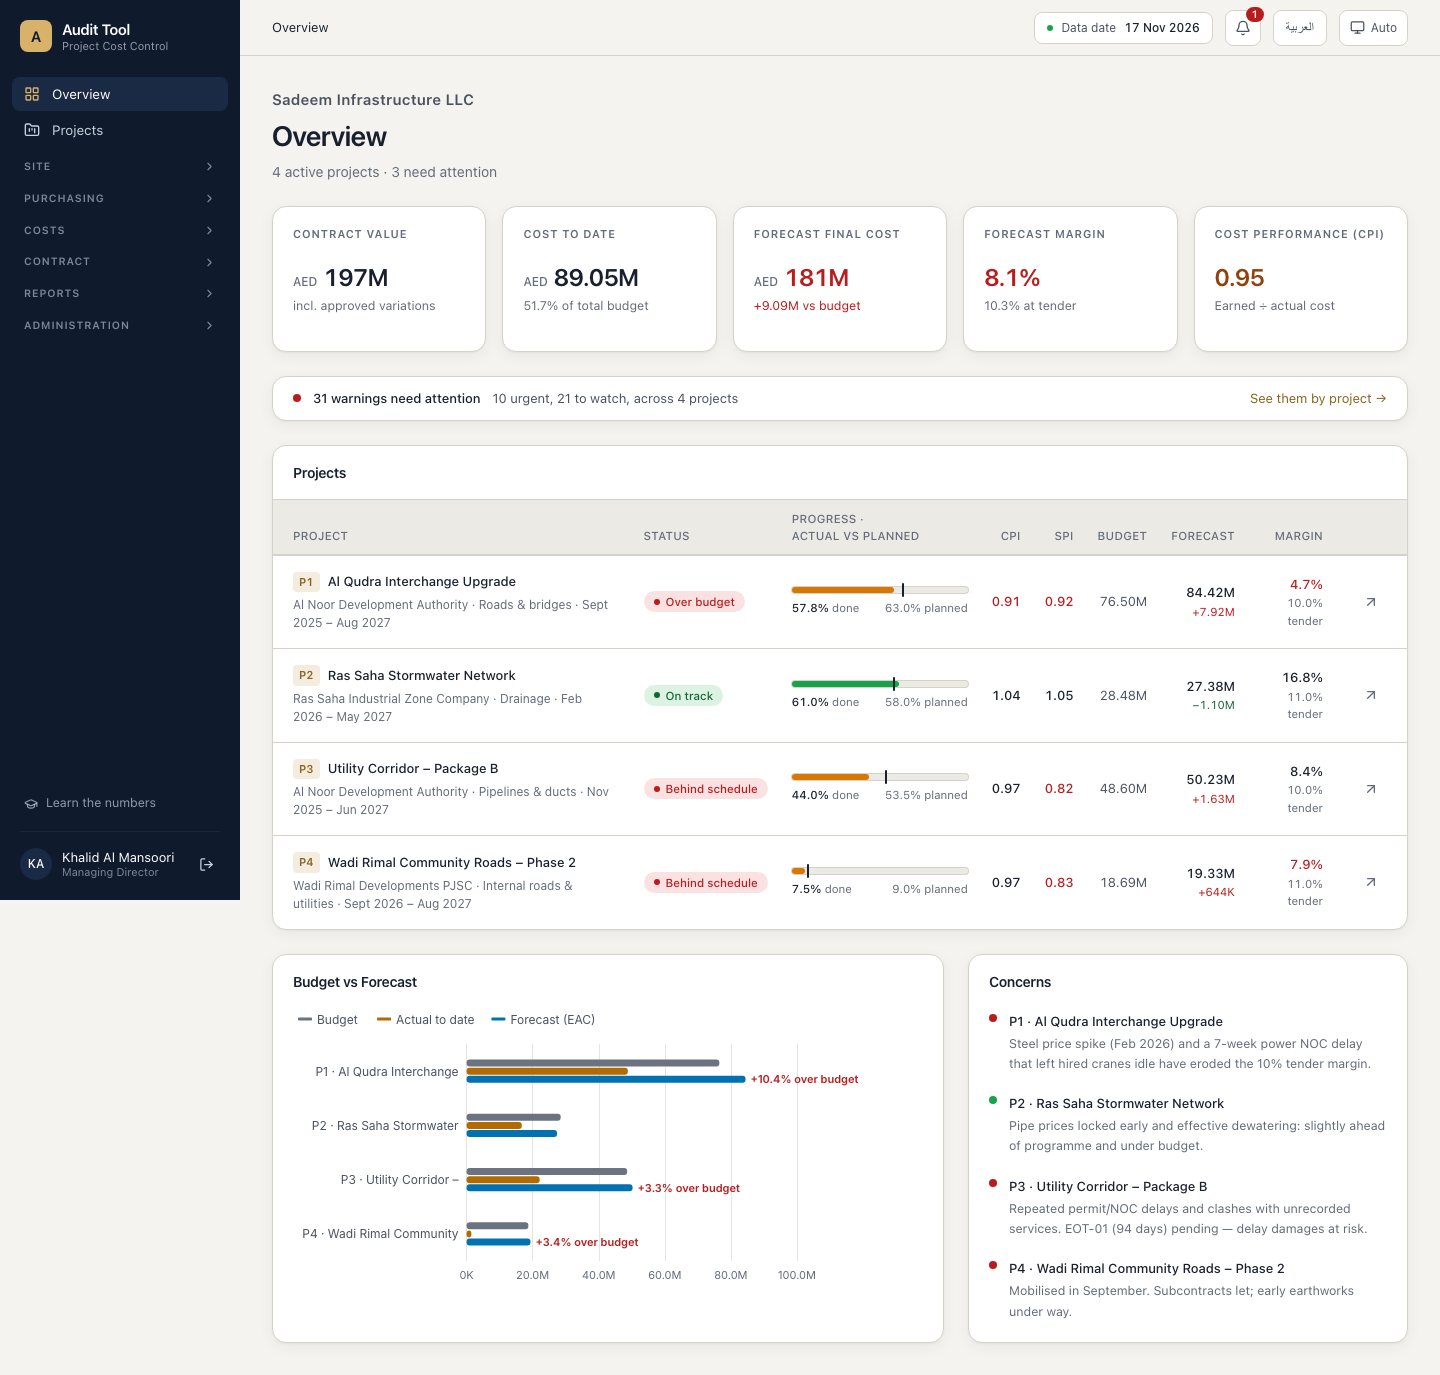 A
Audit Tool
Project Cost Control
Overview
Projects
SITE
PURCHASING
COSTS
CONTRACT
REPORTS
ADMINISTRATION
Learn the numbers
KA
Khalid Al Mansoori
Managing Director
Overview
Data date 17 Nov 2026
1
العربية
Auto
Sadeem Infrastructure LLC
Overview
4 active projects · 3 need attention
CONTRACT VALUE
AED 197M
incl. approved variations
COST TO DATE
AED 89.05M
51.7% of total budget
FORECAST FINAL COST
AED 181M
+9.09M vs budget
FORECAST MARGIN
8.1%
10.3% at tender
COST PERFORMANCE (CPI)
0.95
Earned ÷ actual cost
31 warnings need attention 10 urgent, 21 to watch, across 4 projects
See them by project →
Projects
PROJECT STATUS PROGRESS · ACTUAL VS PLANNED CPI SPI BUDGET FORECAST MARGIN
P1 Al Qudra Interchange Upgrade
Al Noor Development Authority · Roads & bridges · Sept
2025 – Aug 2027
Over budget
57.8% done 63.0% planned
0.91 0.92 76.50M
84.42M
+7.92M
4.7%
10.0%
tender
P2 Ras Saha Stormwater Network
Ras Saha Industrial Zone Company · Drainage · Feb
2026 – May 2027
On track
61.0% done 58.0% planned
1.04 1.05 28.48M
27.38M
−1.10M
16.8%
11.0%
tender
P3 Utility Corridor – Package B
Al Noor Development Authority · Pipelines & ducts · Nov
2025 – Jun 2027
Behind schedule
44.0% done 53.5% planned
0.97 0.82 48.60M
50.23M
+1.63M
8.4%
10.0%
tender
P4 Wadi Rimal Community Roads – Phase 2
Wadi Rimal Developments PJSC · Internal roads &
utilities · Sept 2026 – Aug 2027
Behind schedule
7.5% done 9.0% planned
0.97 0.83 18.69M
19.33M
+644K
7.9%
11.0%
tender
Budget vs Forecast
Budget Actual to date Forecast (EAC)
P1 · Al Qudra Interchange
+10.4% over budget
P2 · Ras Saha Stormwater
P3 · Utility Corridor –
+3.3% over budget
P4 · Wadi Rimal Community
+3.4% over budget
0K 20.0M 40.0M 60.0M 80.0M 100.0M
Concerns
P1 · Al Qudra Interchange Upgrade
Steel price spike (Feb 2026) and a 7-week power NOC delay
that left hired cranes idle have eroded the 10% tender margin.
P2 · Ras Saha Stormwater Network
Pipe prices locked early and effective dewatering: slightly ahead
of programme and under budget.
P3 · Utility Corridor – Package B
Repeated permit/NOC delays and clashes with unrecorded
services. EOT-01 (94 days) pending — delay damages at risk.
P4 · Wadi Rimal Community Roads – Phase 2
Mobilised in September. Subcontracts let; early earthworks
under way.